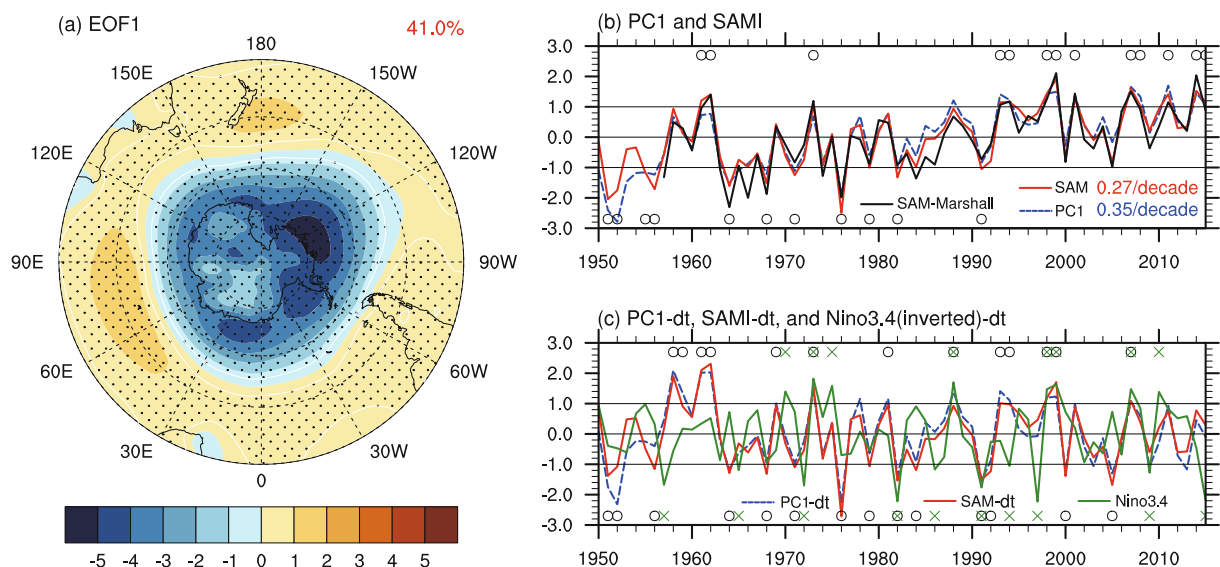 (a) EOF1
41.0%
180
150E
150W
120E
120W
90E
90W
60E
60W
30E
30W
0
-5 -4 -3 -2 -1 0 1 2 3 4 5
(b) PC1 and SAMI
3.0
2.0
1.0
0.0
-1.0
-2.0
-3.0
SAM 0.27/decade
SAM-Marshall PC1 0.35/decade
1950 1960 1970 1980 1990 2000 2010
(c) PC1-dt, SAMI-dt, and Nino3.4(inverted)-dt
3.0
2.0
1.0
0.0
-1.0
-2.0
-3.0
PC1-dt SAM-dt Nino3.4
1950 1960 1970 1980 1990 2000 2010